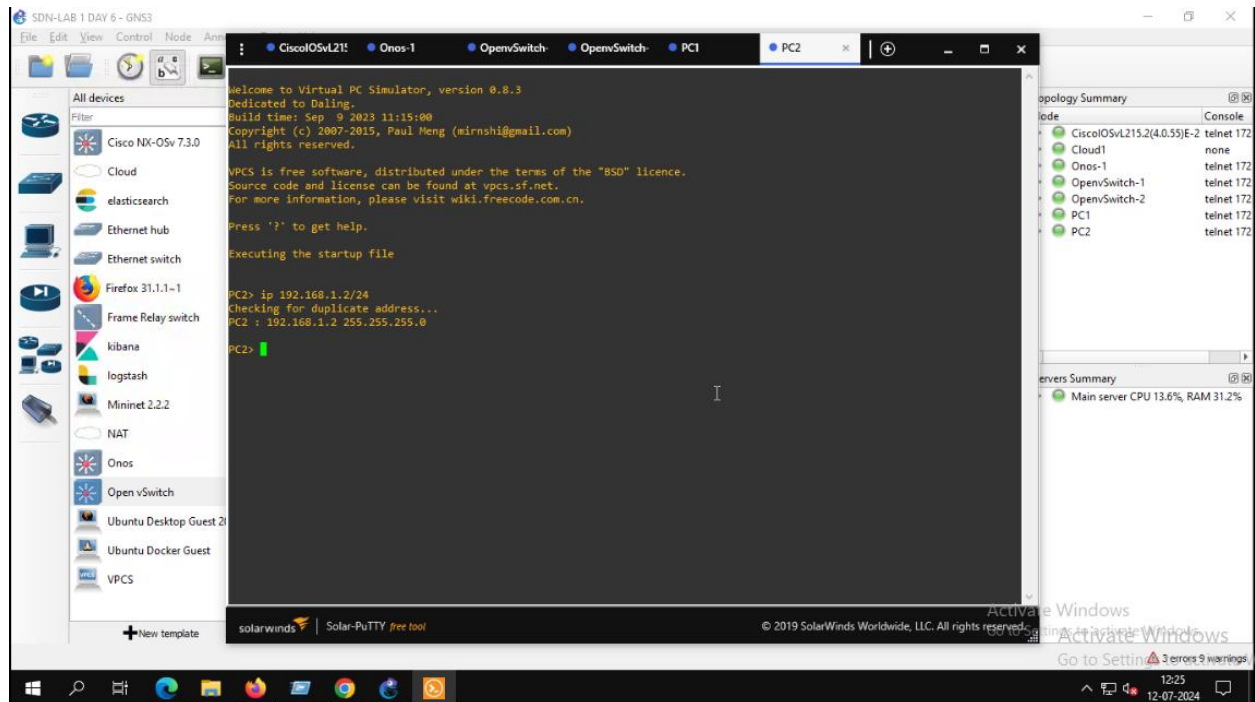 SDN-LAB 1 DAY 6 - GNS3
File Edit View Control Node Ann
CiscoIOSvL21!
Onos-1
OpenvSwitch-
OpenvSwitch-
PC1
PC2
All devices
Filter
Cisco NX-OSv 7.3.0
Cloud
elasticsearch
Ethernet hub
Ethernet switch
Firefox 31.1.1~1
Frame Relay switch
kibana
logstash
Mininet 2.2.2
NAT
Onos
Open vSwitch
Ubuntu Desktop Guest 20
Ubuntu Docker Guest
VPCS
New template
Welcome to Virtual PC Simulator, version 0.8.3
Dedicated to Daling.
Build time: Sep 9 2023 11:15:00
Copyright (c) 2007-2015, Paul Meng (mirnshi@gmail.com)
All rights reserved.
VPCS is free software, distributed under the terms of the "BSD" licence.
Source code and license can be found at vpcs.sf.net.
For more information, please visit wiki.freecode.com.cn.
Press '?' to get help.
Executing the startup file
PC2> ip 192.168.1.2/24
Checking for duplicate address...
PC2 : 192.168.1.2 255.255.255.0
PC2>
solarwinds Solar-PuTTY free tool
© 2019 SolarWinds Worldwide, LLC. All rights reserved.
opology Summary
ode Console
CiscoIOSvL215.2(4.0.55)E-2 telnet 172
Cloud1 none
Onos-1 telnet 172
OpenvSwitch-1 telnet 172
OpenvSwitch-2 telnet 172
PC1 telnet 172
PC2 telnet 172
ervers Summary
Main server CPU 13.6%, RAM 31.2%
Activate Windows
Activate Windows
Go to Setting
3 errors 9 warnings
12:25
12-07-2024